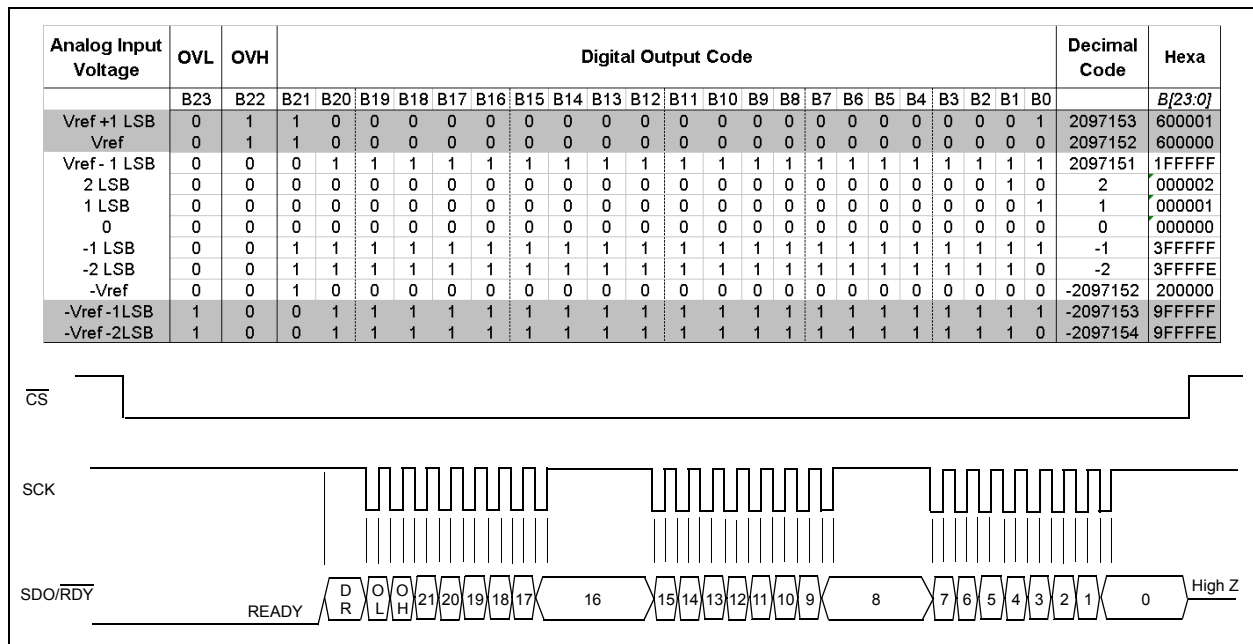 Analog Input Voltage OVL OVH Digital Output Code Decimal Code Hexa
B23 B22 B21 B20 B19 B18 B17 B16 B15 B14 B13 B12 B11 B10 B9 B8 B7 B6 B5 B4 B3 B2 B1 B0 B[23:0]
Vref +1 LSB 0 1 1 0 0 0 0 0 0 0 0 0 0 0 0 0 0 0 0 0 0 0 0 1 2097153 600001
Vref 0 1 1 0 0 0 0 0 0 0 0 0 0 0 0 0 0 0 0 0 0 0 0 0 2097152 600000
Vref - 1 LSB 0 0 0 1 1 1 1 1 1 1 1 1 1 1 1 1 1 1 1 1 1 1 1 1 2097151 1FFFFF
2 LSB 0 0 0 0 0 0 0 0 0 0 0 0 0 0 0 0 0 0 0 0 0 0 1 0 2 000002
1 LSB 0 0 0 0 0 0 0 0 0 0 0 0 0 0 0 0 0 0 0 0 0 0 0 1 1 000001
0 0 0 0 0 0 0 0 0 0 0 0 0 0 0 0 0 0 0 0 0 0 0 0 0 0 000000
-1 LSB 0 0 1 1 1 1 1 1 1 1 1 1 1 1 1 1 1 1 1 1 1 1 1 1 -1 3FFFFF
-2 LSB 0 0 1 1 1 1 1 1 1 1 1 1 1 1 1 1 1 1 1 1 1 1 1 0 -2 3FFFFE
-Vref 0 0 1 0 0 0 0 0 0 0 0 0 0 0 0 0 0 0 0 0 0 0 0 0 -2097152 200000
-Vref -1LSB 1 0 0 1 1 1 1 1 1 1 1 1 1 1 1 1 1 1 1 1 1 1 1 1 -2097153 9FFFFF
-Vref -2LSB 1 0 0 1 1 1 1 1 1 1 1 1 1 1 1 1 1 1 1 1 1 1 1 0 -2097154 9FFFFE
CS
SCK
SDO/RDY READY DR OL OH 21 20 19 18 17 16 15 14 13 12 11 10 9 8 7 6 5 4 3 2 1 0 High Z